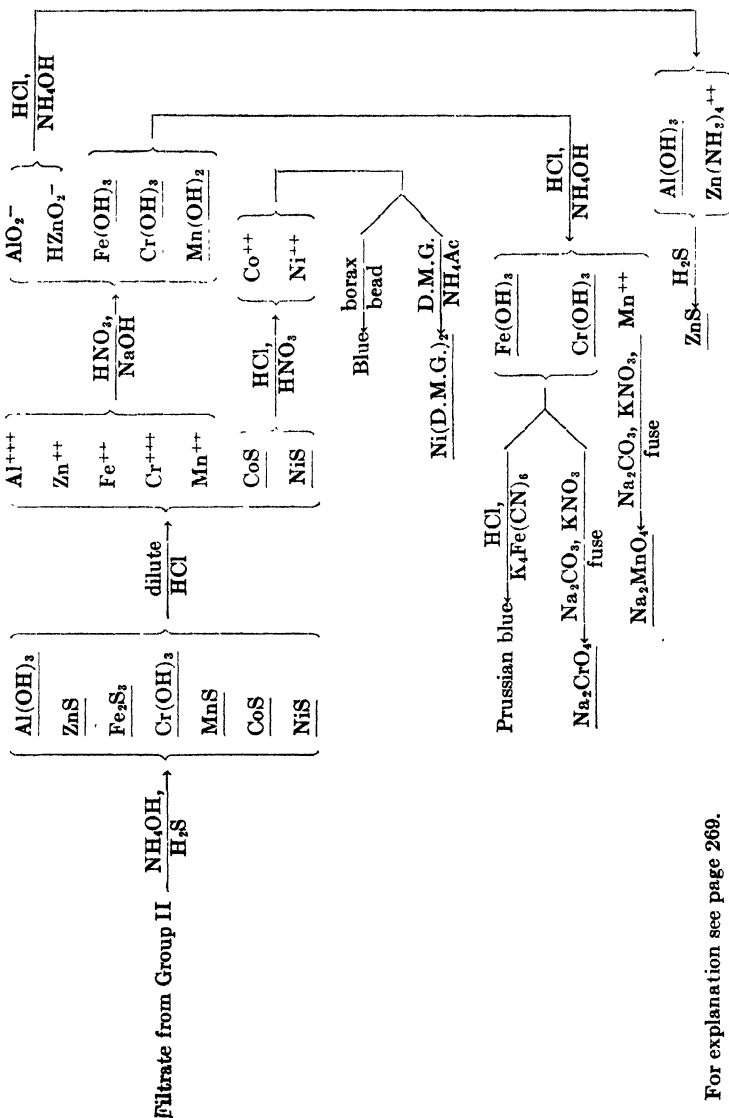 Filtrate from Group II
NH₄OH,
H₂S
Al(OH)₃
ZnS
Fe₂S₃
Cr(OH)₃
MnS
CoS
NiS
dilute
HCl
Al⁺⁺⁺
Zn⁺⁺
Fe⁺⁺
Cr⁺⁺⁺
Mn⁺⁺
CoS
NiS
HNO₃,
NaOH
AlO₂⁻
HZnO₂⁻
Fe(OH)₃
Cr(OH)₃
Mn(OH)₂
HCl,
NH₄OH
HCl,
HNO₃
Co⁺⁺
Ni⁺⁺
Blue
borax
bead
Ni(D.M.G.)₂
D.M.G.
NH₄Ac
HCl,
NH₄OH
Fe(OH)₃
Cr(OH)₃
Mn⁺⁺
Prussian blue
HCl,
K₄Fe(CN)₆
Na₂CrO₄
Na₂CO₃, KNO₃
fuse
Na₂MnO₄
Na₂CO₃, KNO₃,
fuse
Al(OH)₃
Zn(NH₃)₄⁺⁺
H₂S
ZnS
For explanation see page 269.